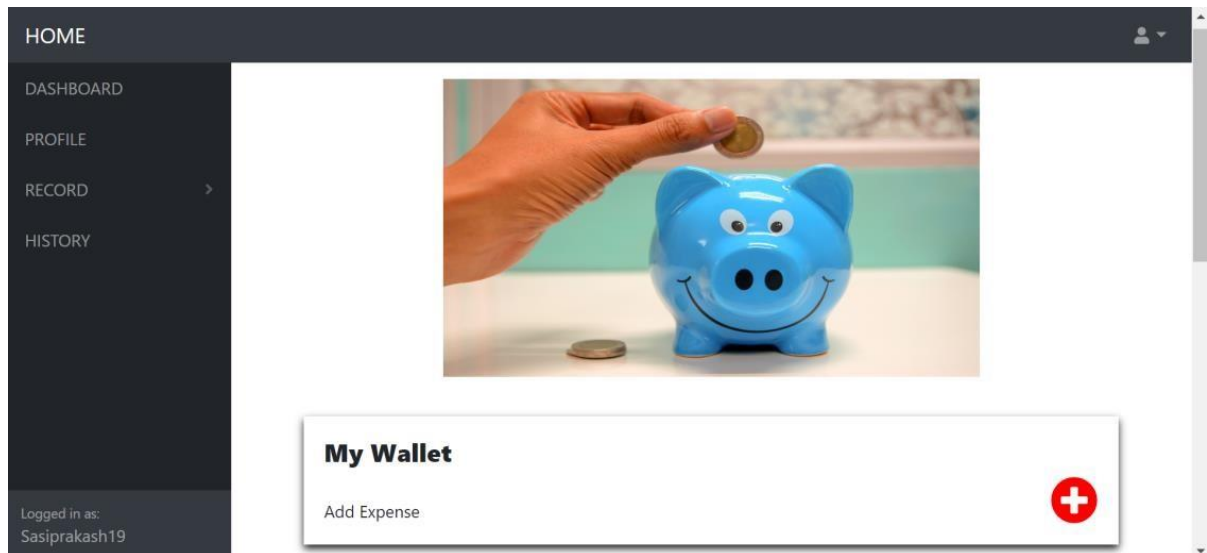 HOME
DASHBOARD
PROFILE
RECORD
HISTORY
My Wallet
Add Expense
Logged in as:
Sasiprakash19